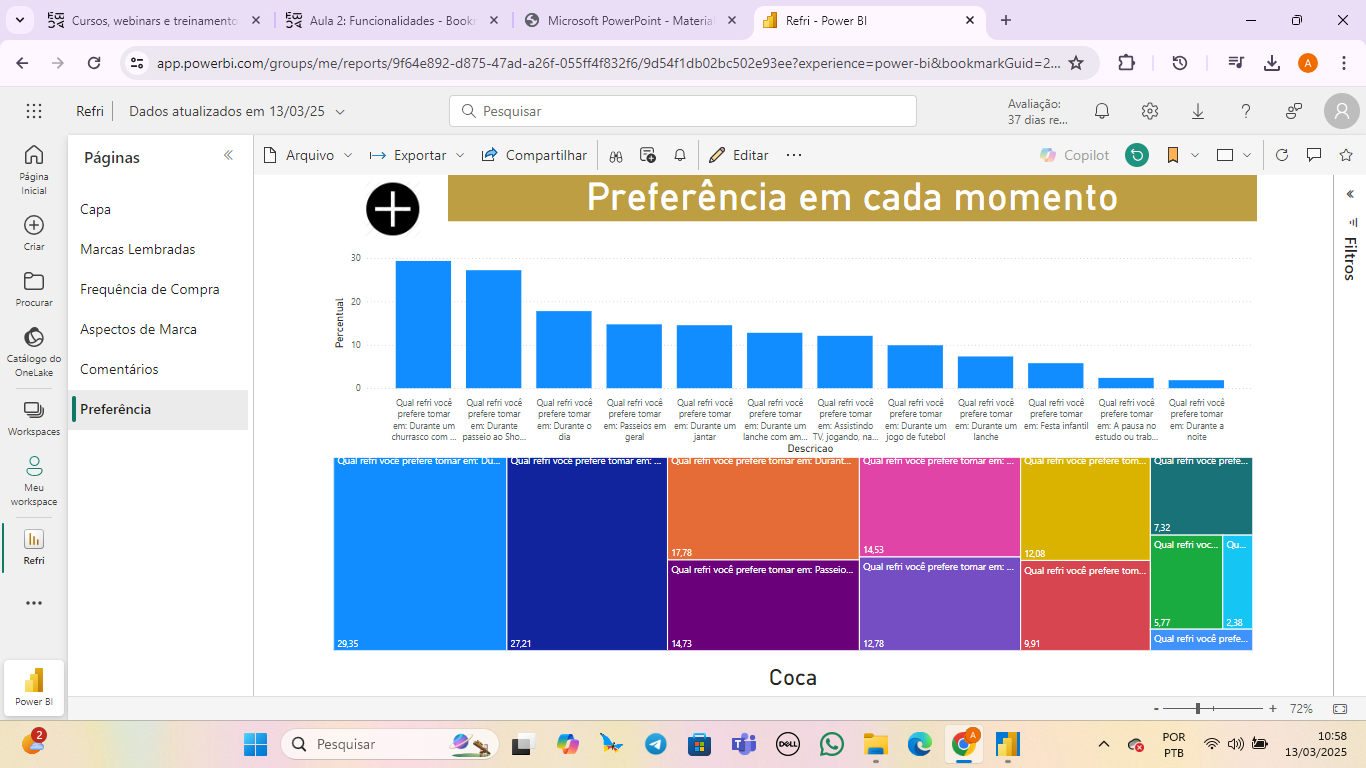 Cursos, webinars e treinamento
Aula 2: Funcionalidades - Bookm
Microsoft PowerPoint - Material
Refri - Power BI
app.powerbi.com/groups/me/reports/9f64e892-d875-47ad-a26f-055ff4f832f6/9d54f1db02bc502e93ee?experience=power-bi&bookmarkGuid=2...
A
Refri
Dados atualizados em 13/03/25
Pesquisar
Avaliação:
37 dias re...
Página
Inicial
Criar
Procurar
Catálogo do
OneLake
Workspaces
Meu
workspace
Refri
Power BI
Páginas
Capa
Marcas Lembradas
Frequência de Compra
Aspectos de Marca
Comentários
Preferência
Arquivo
Exportar
Compartilhar
Editar
Copilot
Filtros
Preferência em cada momento
Percentual
30
20
10
0
Qual refri você
prefere tomar
em: Durante um
churrasco com ...
Qual refri você
prefere tomar
em: Durante
passeio ao Sho...
Qual refri você
prefere tomar
em: Durante o
dia
Qual refri você
prefere tomar
em: Passeios em
geral
Qual refri você
prefere tomar
em: Durante um
jantar
Qual refri você
prefere tomar
em: Durante um
lanche com am...
Qual refri você
prefere tomar
em: Assistindo
TV, jogando, na...
Qual refri você
prefere tomar
em: Durante um
jogo de futebol
Qual refri você
prefere tomar
em: Durante um
lanche
Qual refri você
prefere tomar
em: Festa infantil
Qual refri você
prefere tomar
em: A pausa no
estudo ou trab...
Qual refri você
prefere tomar
em: Durante a
noite
Descricao
Qual refri você prefere tomar em: Du...
29,35
Qual refri você prefere tomar em: ...
27,21
Qual refri você prefere tomar em: Durant...
17,78
Qual refri você prefere tomar em: Passeio...
14,73
Qual refri você prefere tomar em: ...
14,53
Qual refri você prefere tomar em: ...
12,78
Qual refri você prefere tom...
12,08
Qual refri você prefere tom...
9,91
Qual refri você prefe...
7,32
Qual refri voc...
5,77
Qu...
2,38
Qual refri você prefe...
Coca
- + 72%
2
Pesquisar
DELL
POR
PTB
10:58
13/03/2025